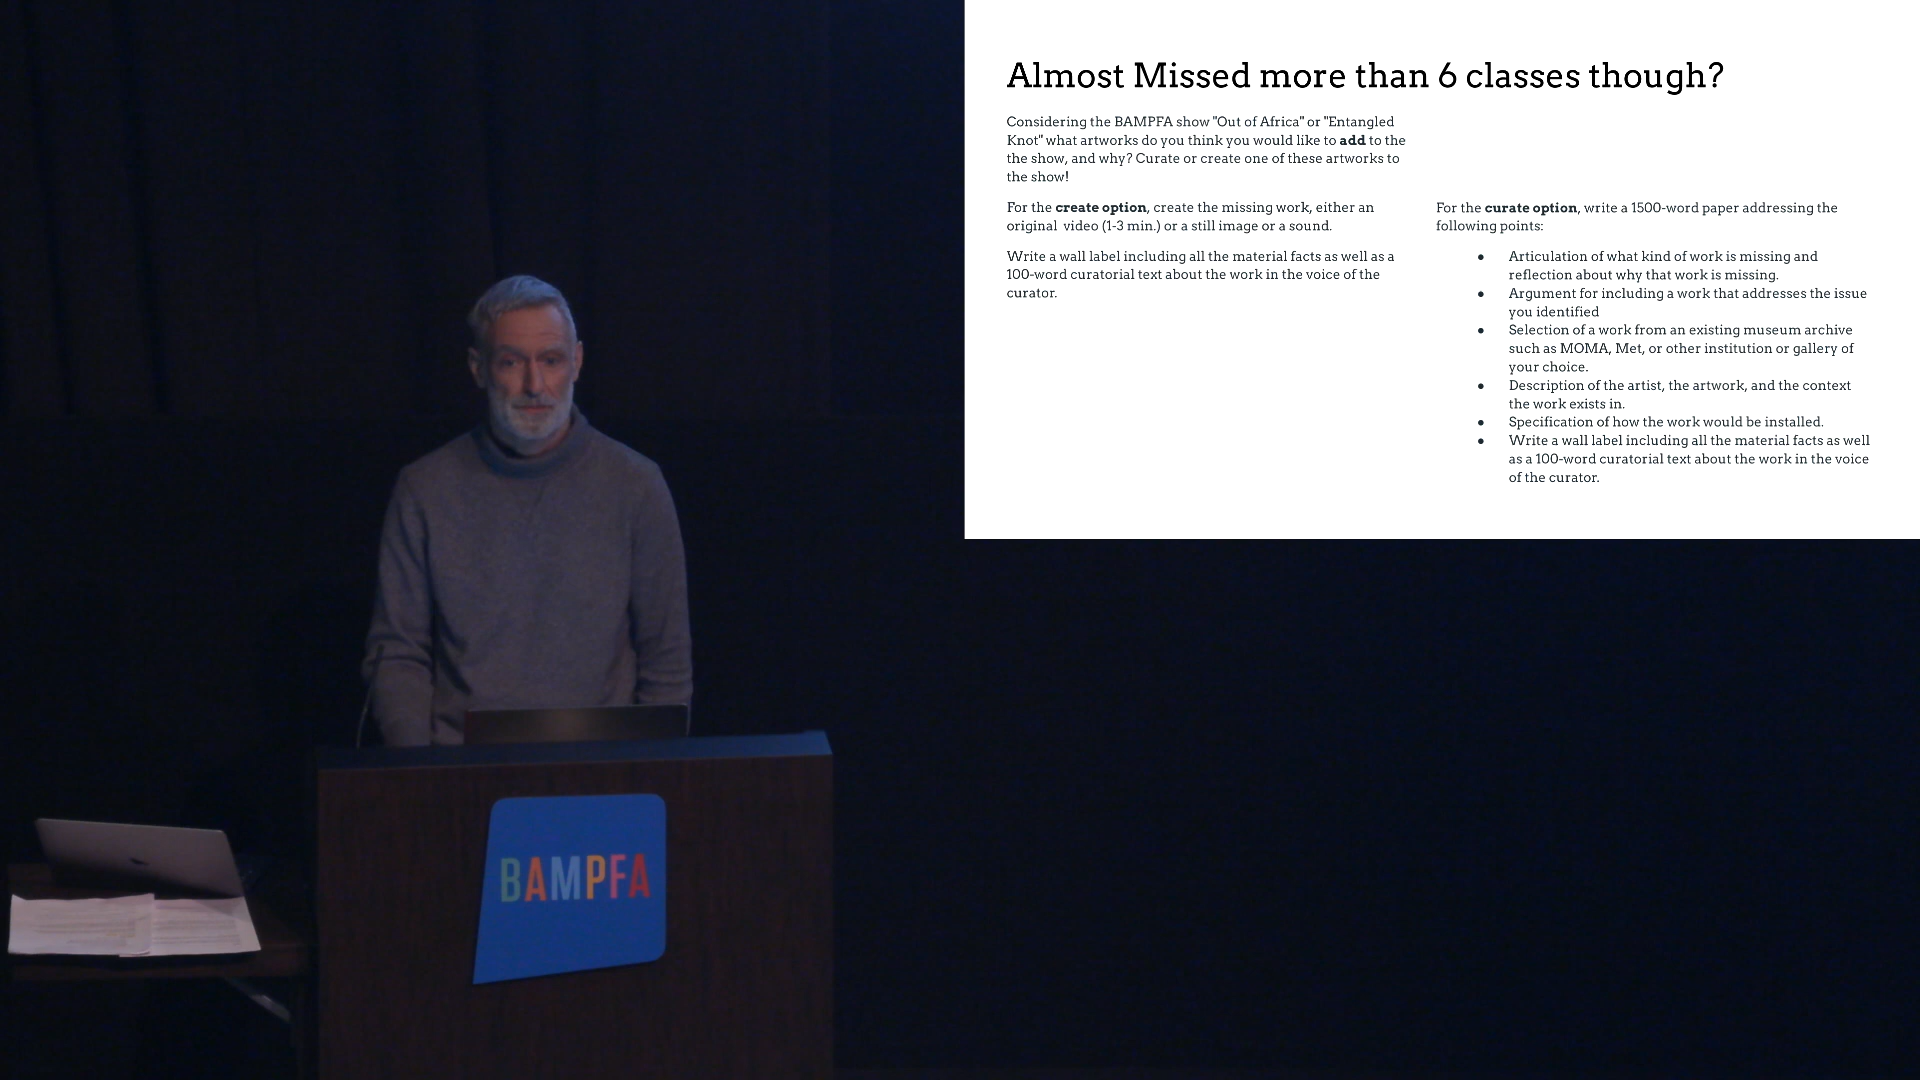 Almost Missed more than 6 classes though?
Considering the BAMPFA show "Out of Africa" or "Entangled
Knot" what artworks do you think you would like to add to the
the show, and why? Curate or create one of these artworks to
the show!
For the create option, create the missing work, either an
original  video (1-3 min.) or a still image or a sound.
Write a wall label including all the material facts as well as a
100-word curatorial text about the work in the voice of the
curator.
For the curate option, write a 1500-word paper addressing the
following points:
● Articulation of what kind of work is missing and
reflection about why that work is missing.
● Argument for including a work that addresses the issue
you identified
● Selection of a work from an existing museum archive
such as MOMA, Met, or other institution or gallery of
your choice.
● Description of the artist, the artwork, and the context
the work exists in.
● Specification of how the work would be installed.
● Write a wall label including all the material facts as well
as a 100-word curatorial text about the work in the voice
of the curator.
BAMPFA